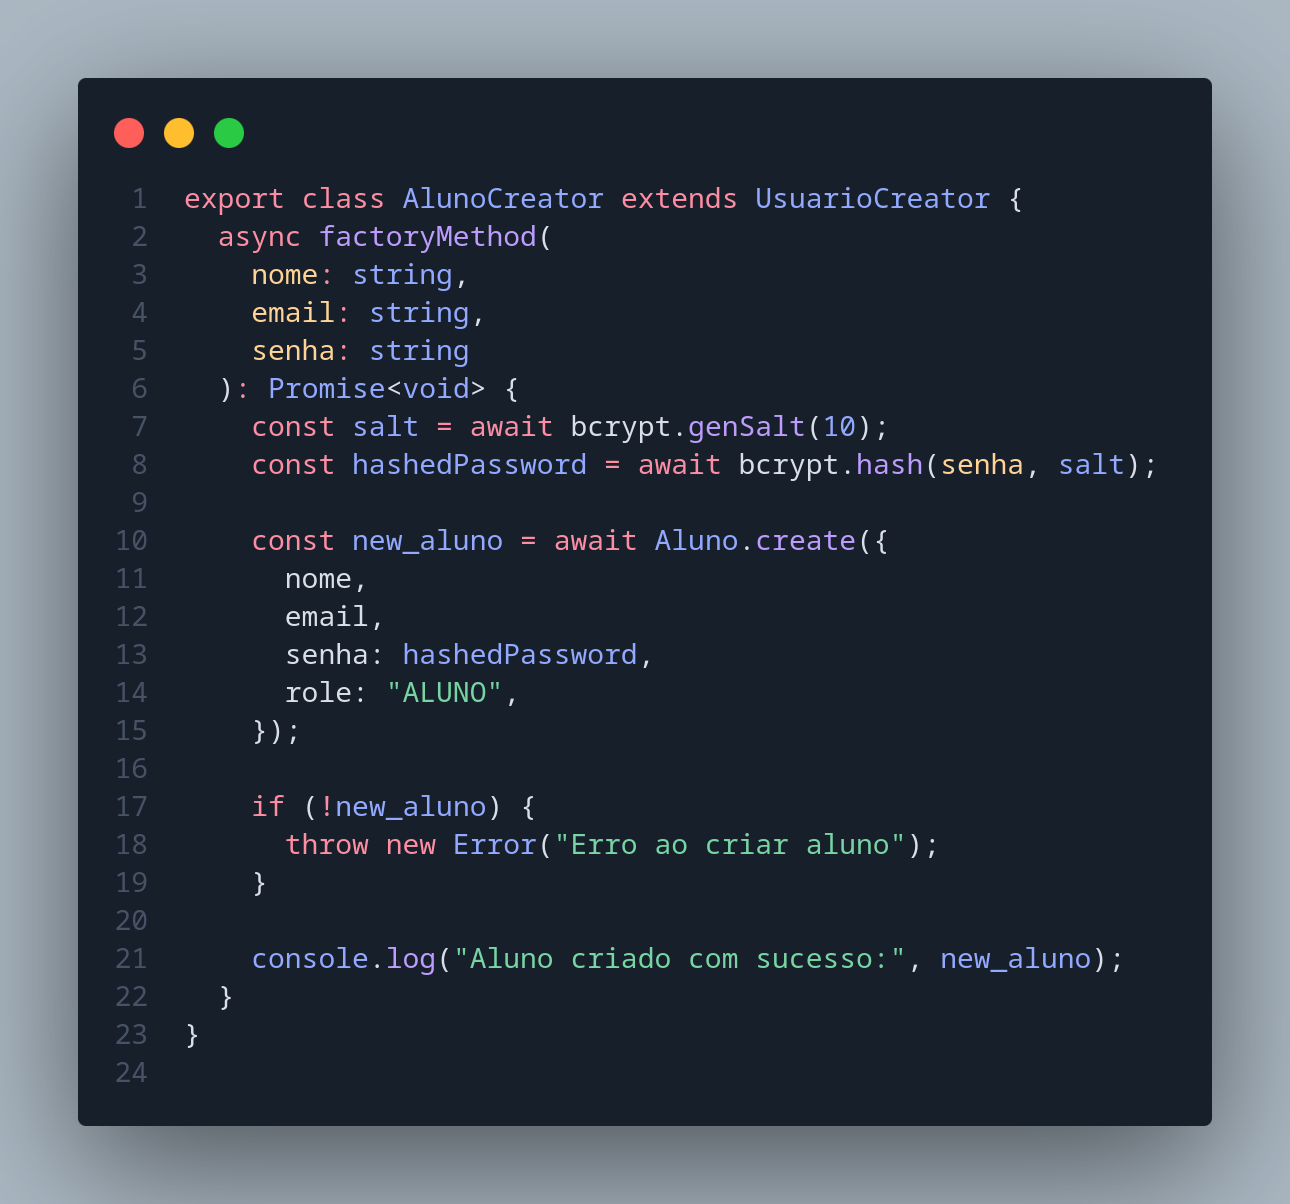 1 export class AlunoCreator extends UsuarioCreator {
2   async factoryMethod(
3     nome: string,
4     email: string,
5     senha: string
6   ): Promise<void> {
7     const salt = await bcrypt.genSalt(10);
8     const hashedPassword = await bcrypt.hash(senha, salt);
9
10     const new_aluno = await Aluno.create({
11       nome,
12       email,
13       senha: hashedPassword,
14       role: "ALUNO",
15     });
16
17     if (!new_aluno) {
18       throw new Error("Erro ao criar aluno");
19     }
20
21     console.log("Aluno criado com sucesso:", new_aluno);
22   }
23 }
24